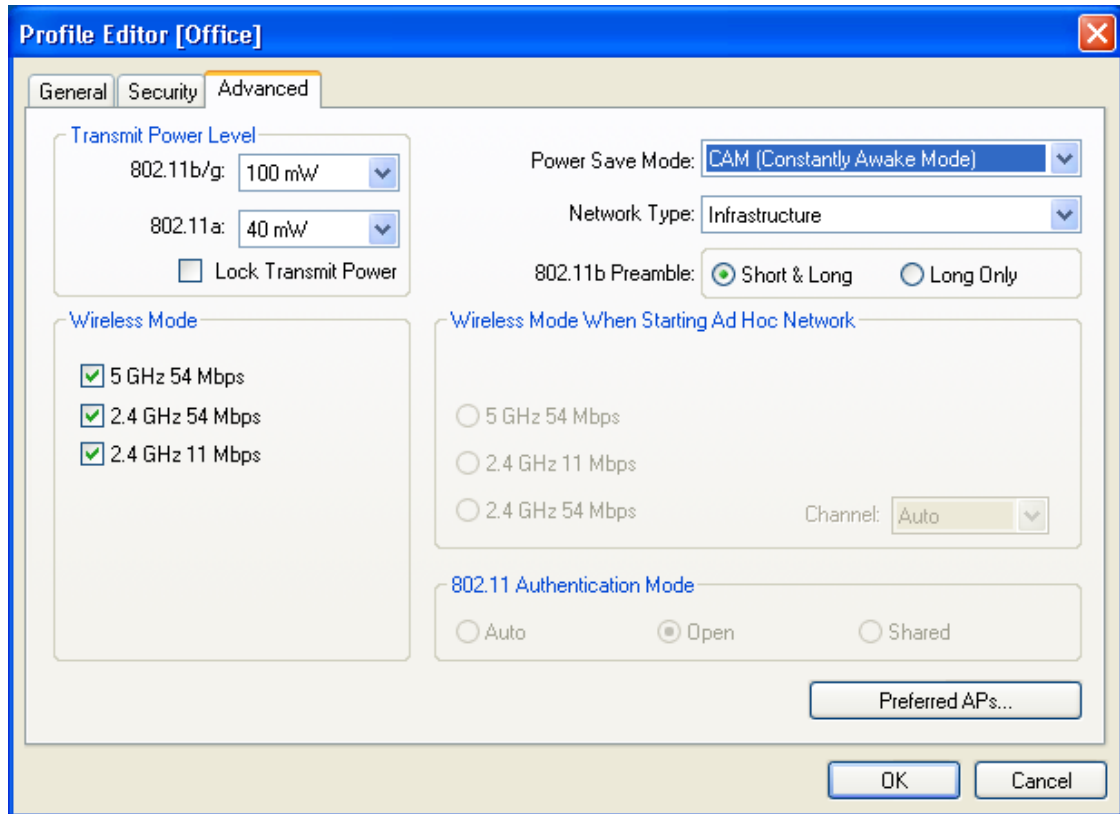 Profile Editor [Office]
General Security Advanced
Transmit Power Level
802.11b/g: 100 mW
802.11a: 40 mW
Lock Transmit Power
Power Save Mode: CAM (Constantly Awake Mode)
Network Type: Infrastructure
802.11b Preamble: Short & Long Long Only
Wireless Mode
5 GHz 54 Mbps
2.4 GHz 54 Mbps
2.4 GHz 11 Mbps
Wireless Mode When Starting Ad Hoc Network
5 GHz 54 Mbps
2.4 GHz 11 Mbps
2.4 GHz 54 Mbps Channel: Auto
802.11 Authentication Mode
Auto Open Shared
Preferred APs...
OK Cancel